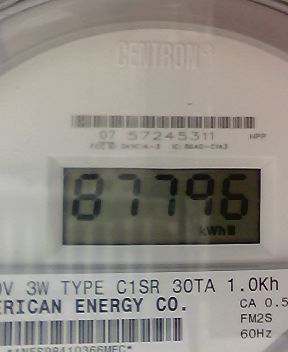 CENTRON®
07 57245311 NPP
87796
kWh
0V 3W TYPE C1SR 30TA 1.0Kh
ERICAN ENERGY CO.
CA 0.5
FM2S
60Hz